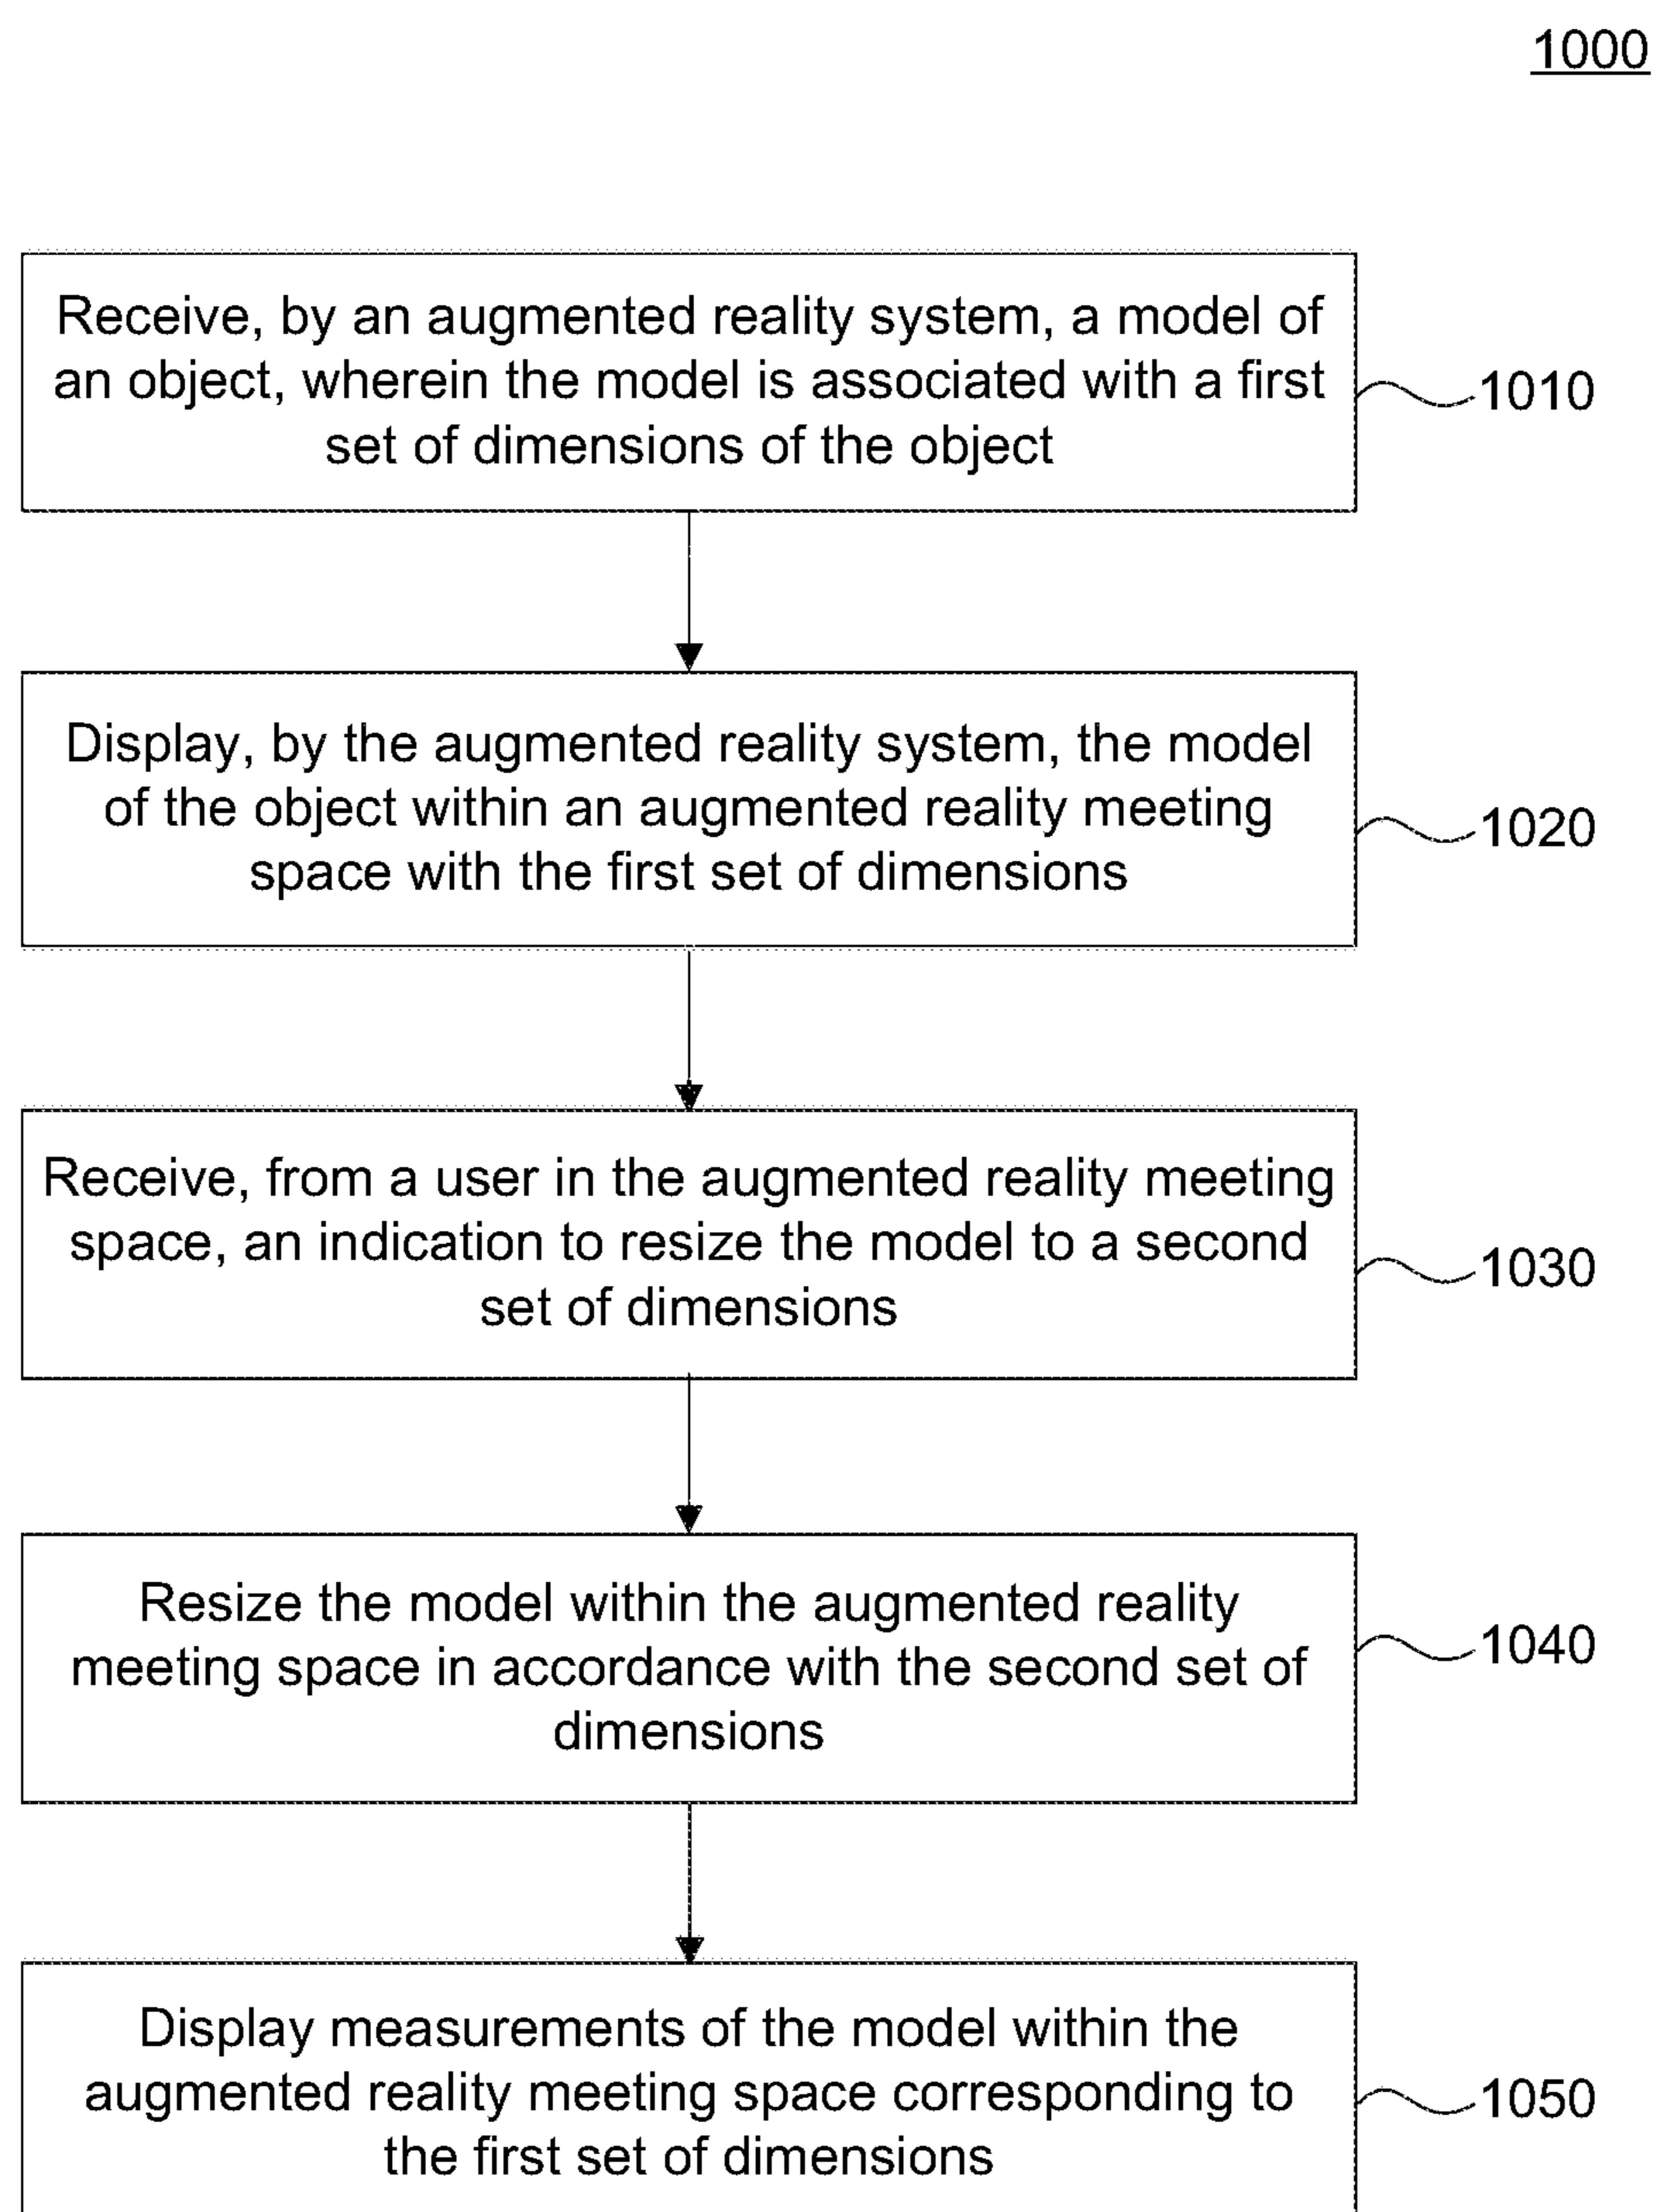 1000
Receive, by an augmented reality system, a model of
an object, wherein the model is associated with a first
set of dimensions of the object
1010
Display, by the augmented reality system, the model
of the object within an augmented reality meeting
space with the first set of dimensions
1020
Receive, from a user in the augmented reality meeting
space, an indication to resize the model to a second
set of dimensions
1030
Resize the model within the augmented reality
meeting space in accordance with the second set of
dimensions
1040
Display measurements of the model within the
augmented reality meeting space corresponding to
the first set of dimensions
1050